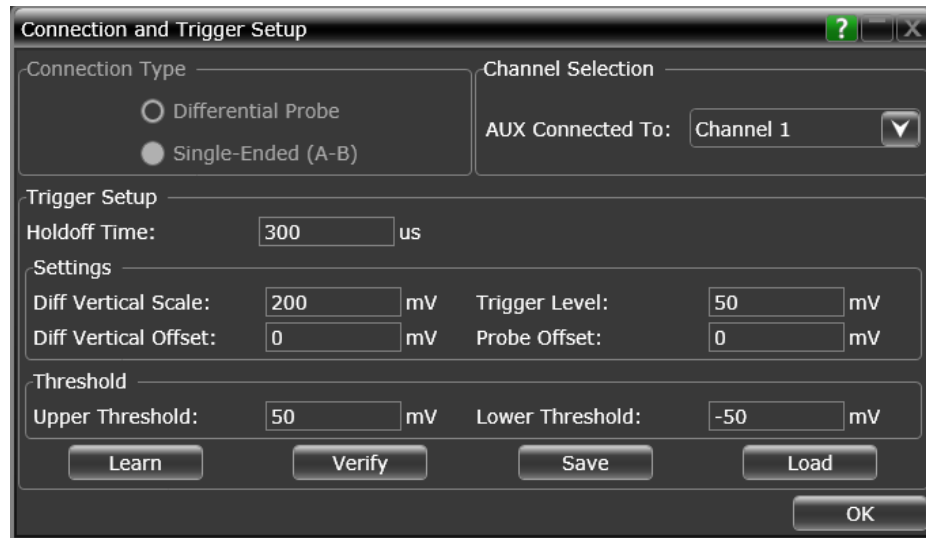 Connection and Trigger Setup
?
X
Connection Type
Differential Probe
Single-Ended (A-B)
Channel Selection
AUX Connected To: Channel 1
Trigger Setup
Holdoff Time: 300 us
Settings
Diff Vertical Scale: 200 mV Trigger Level: 50 mV
Diff Vertical Offset: 0 mV Probe Offset: 0 mV
Threshold
Upper Threshold: 50 mV Lower Threshold: -50 mV
Learn Verify Save Load
OK